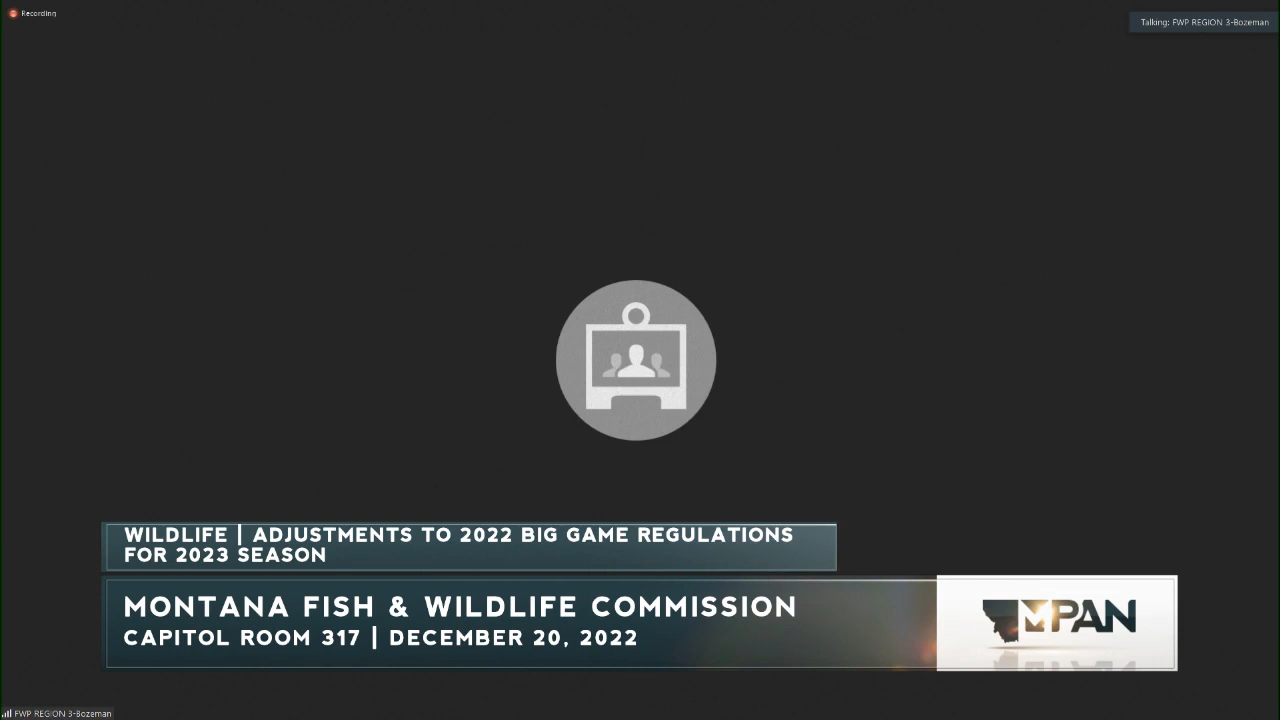 Recording
Talking: FWP REGION 3-Bozeman
WILDLIFE | ADJUSTMENTS TO 2022 BIG GAME REGULATIONS
FOR 2023 SEASON
MONTANA FISH & WILDLIFE COMMISSION
CAPITOL ROOM 317 | DECEMBER 20, 2022
MPAN
FWP REGION 3-Bozeman